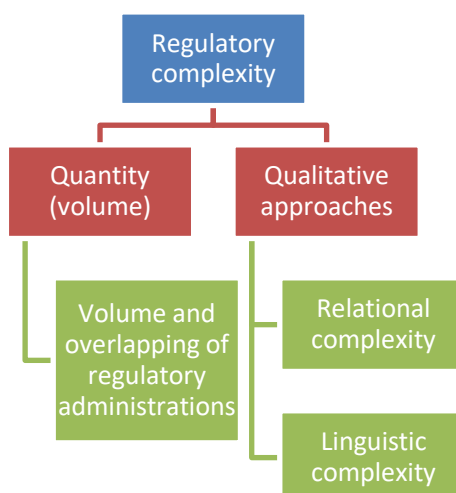 Regulatory
complexity
Quantity
(volume)
Qualitative
approaches
Volume and
overlapping of
regulatory
administrations
Relational
complexity
Linguistic
complexity